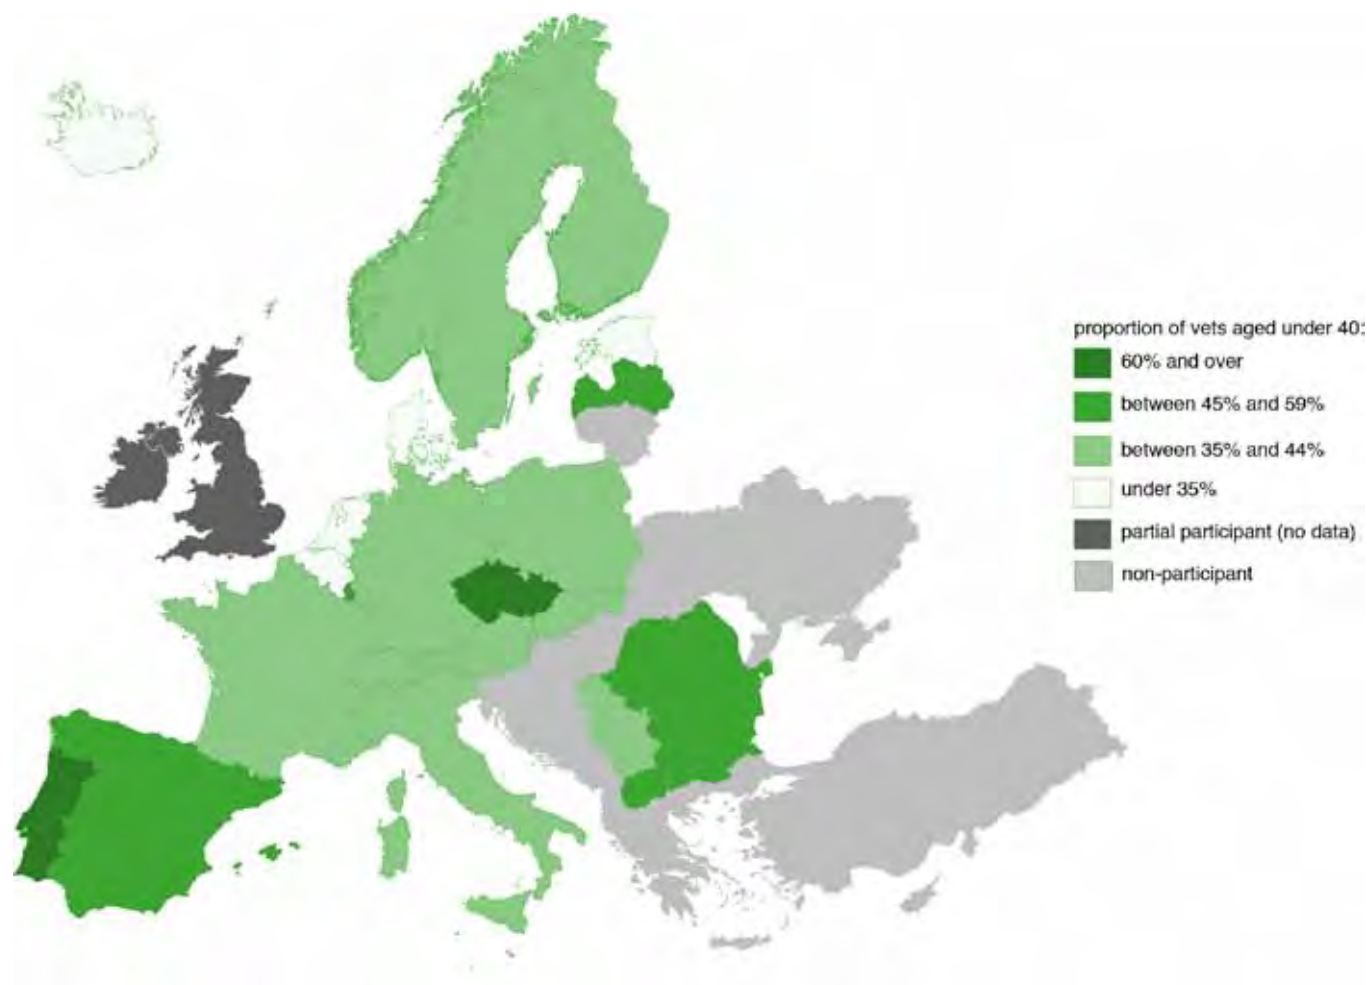 proportion of vets aged under 40:
60% and over
between 45% and 59%
between 35% and 44%
under 35%
partial participant (no data)
non-participant